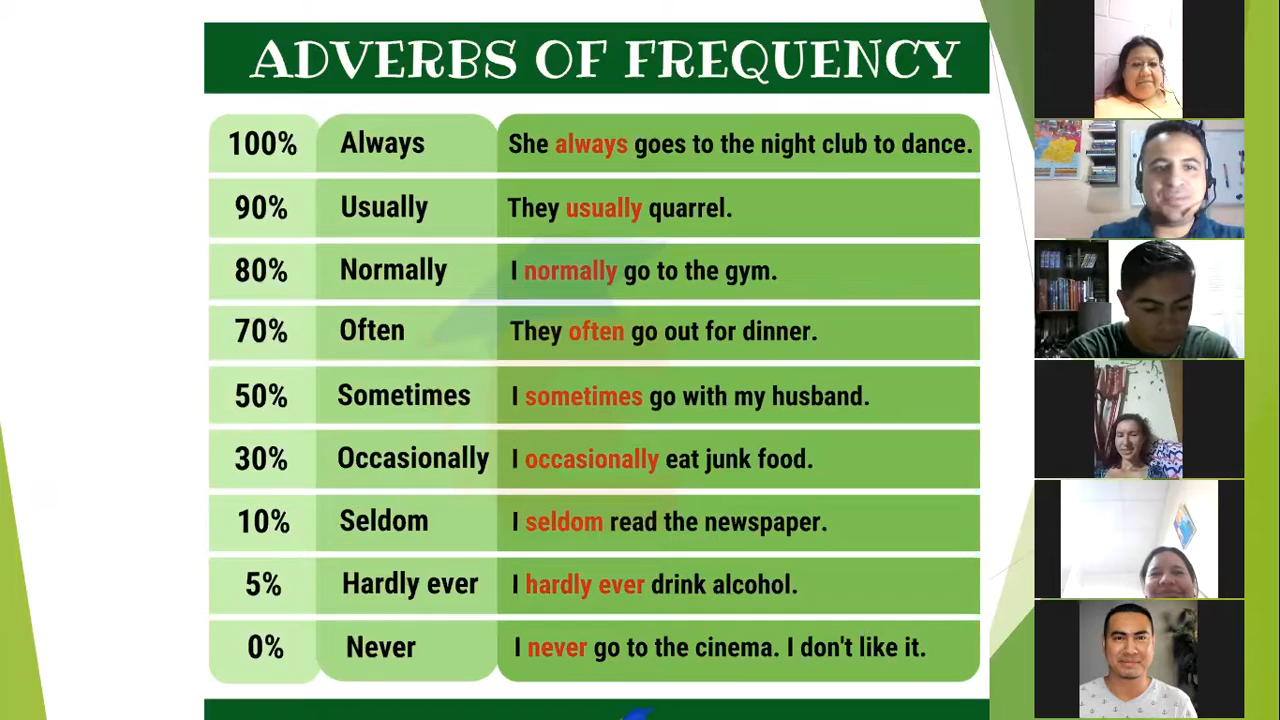 ADVERBS OF FREQUENCY
100% Always She always goes to the night club to dance.
90% Usually They usually quarrel.
80% Normally I normally go to the gym.
70% Often They often go out for dinner.
50% Sometimes I sometimes go with my husband.
30% Occasionally I occasionally eat junk food.
10% Seldom I seldom read the newspaper.
5% Hardly ever I hardly ever drink alcohol.
0% Never I never go to the cinema. I don't like it.